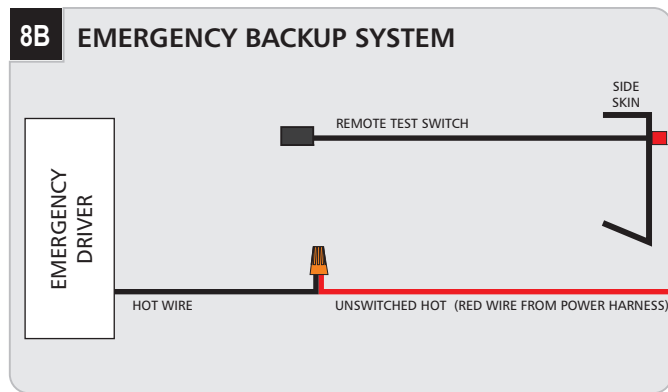 8B EMERGENCY BACKUP SYSTEM
SIDE
SKIN
REMOTE TEST SWITCH
EMERGENCY
DRIVER
HOT WIRE
UNSWITCHED HOT (RED WIRE FROM POWER HARNESS)